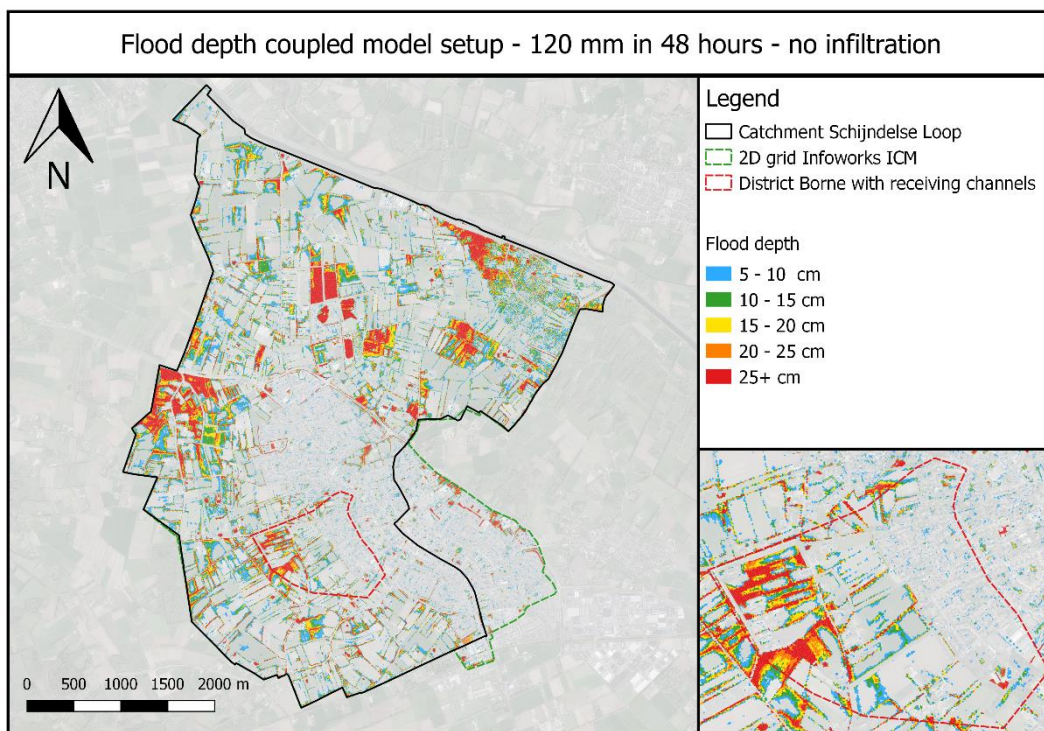 Flood depth coupled model setup - 120 mm in 48 hours - no infiltration
N
Legend
Catchment Schijndelse Loop
2D grid Infoworks ICM
District Borne with receiving channels
Flood depth
5 - 10 cm
10 - 15 cm
15 - 20 cm
20 - 25 cm
25+ cm
0 500 1000 1500 2000 m